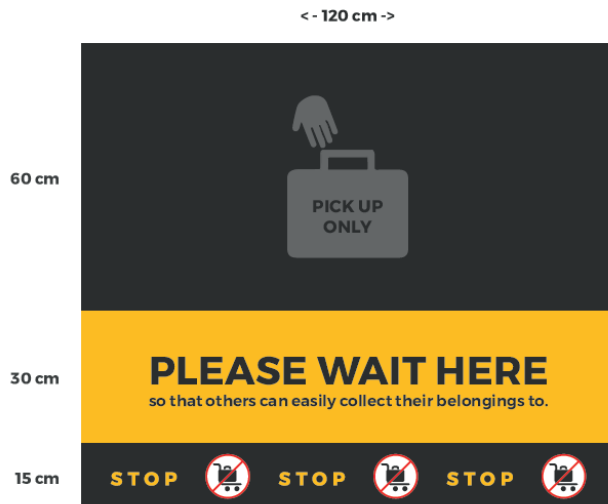 < - 120 cm ->
60 cm
PICK UP
ONLY
30 cm
PLEASE WAIT HERE
so that others can easily collect their belongings to.
15 cm
STOP STOP STOP